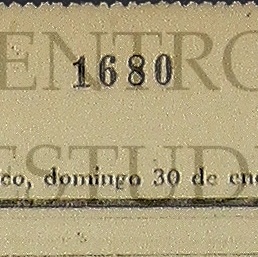 ENTRO
1680
ESTUDI
co, domingo 30 de ene